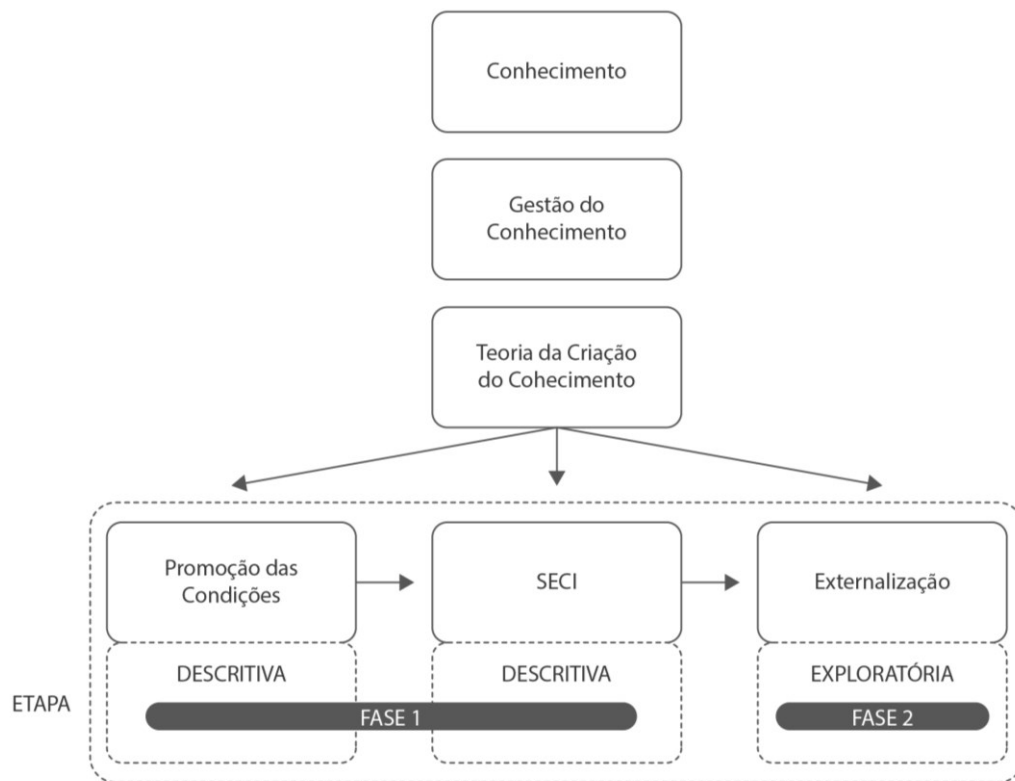 Conhecimento
Gestão do
Conhecimento
Teoria da Criação
do Cohecimento
Promoção das
Condições
SECI
Externalização
DESCRITIVA
DESCRITIVA
EXPLORATÓRIA
ETAPA
FASE 1
FASE 2